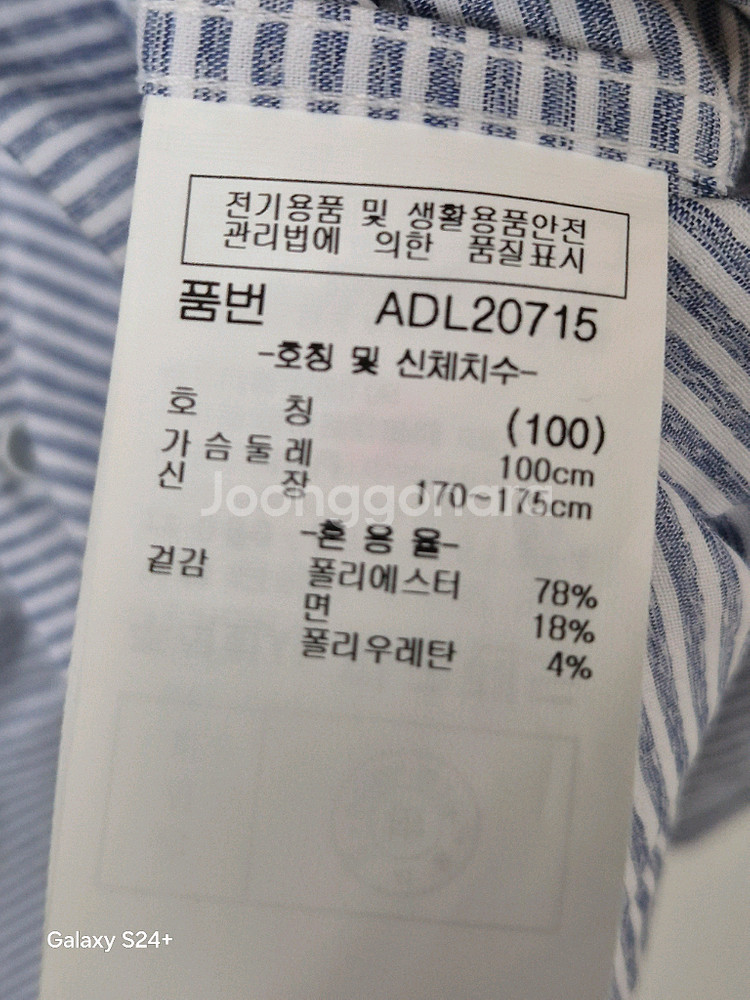 전기용품 및 생활용품안전
관리법에 의한 품질표시
품번 ADL20715
-호칭 및 신체치수-
호 칭 (100)
가슴둘레 100cm
신 장 170~175cm
Joonggonara
-혼용율-
겉감 폴리에스터 78%
면 18%
폴리우레탄 4%
Galaxy S24+